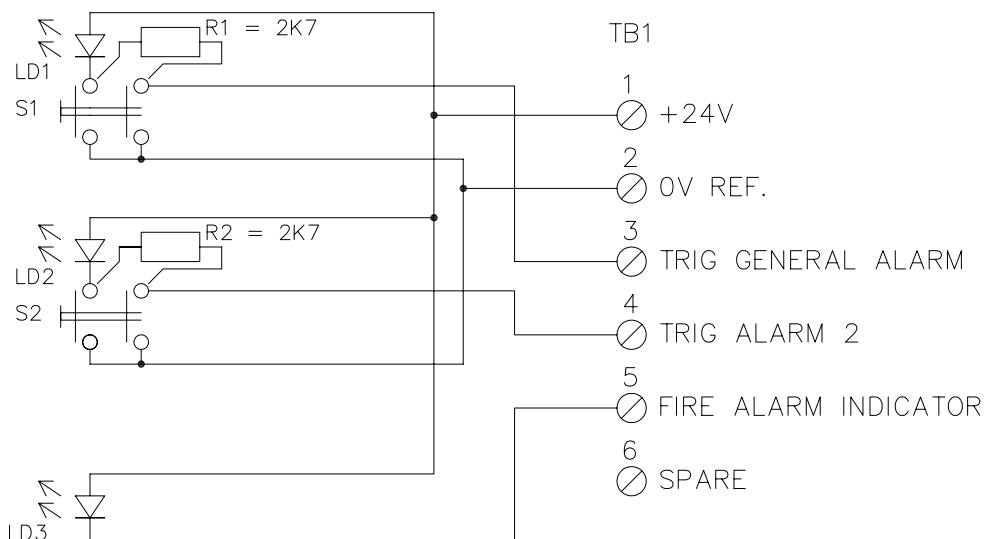 R1 = 2K7
TB1
LD1
1
S1
+24V
2
0V REF.
R2 = 2K7
3
TRIG GENERAL ALARM
LD2
4
S2
TRIG ALARM 2
5
FIRE ALARM INDICATOR
6
SPARE
LD3